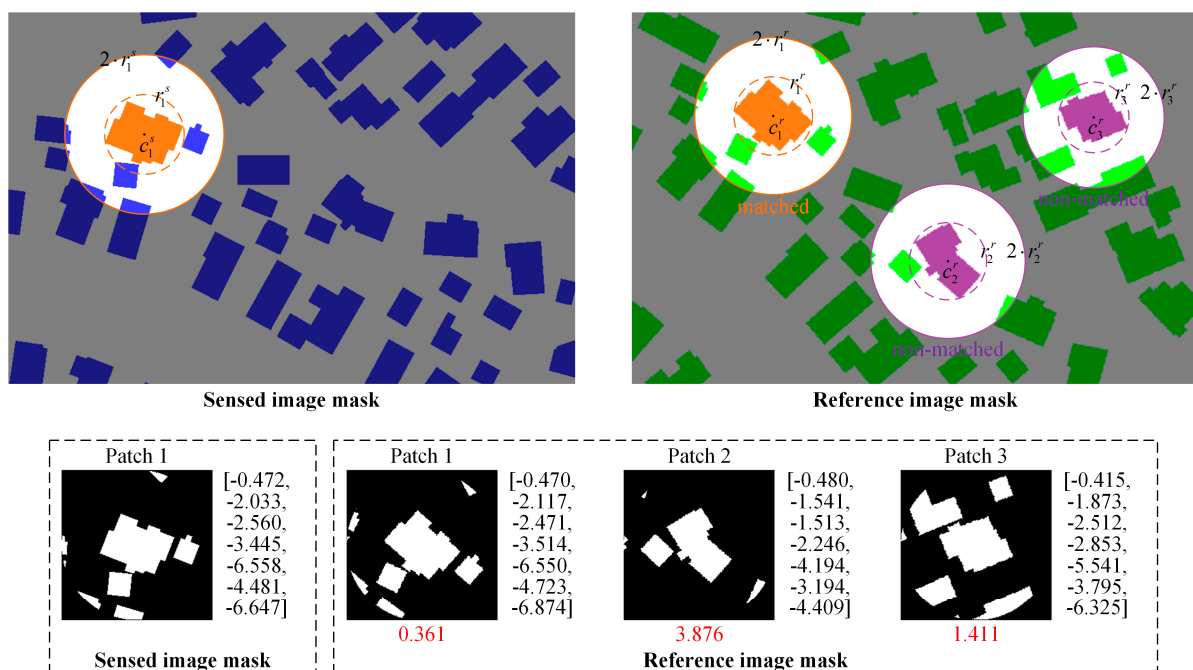 2·r₁ˢ
r₁ˢ
c₁ˢ
2·r₁ʳ
r₁ʳ
c₁ʳ
matched
r₃ʳ 2·r₃ʳ
c₃ʳ
non-matched
r₂ʳ 2·r₂ʳ
c₂ʳ
non-matched
Sensed image mask
Reference image mask
Patch 1
[-0.472,
-2.033,
-2.560,
-3.445,
-6.558,
-4.481,
-6.647]
Sensed image mask
Patch 1
[-0.470,
-2.117,
-2.471,
-3.514,
-6.550,
-4.723,
-6.874]
0.361
Patch 2
[-0.480,
-1.541,
-1.513,
-2.246,
-4.194,
-3.194,
-4.409]
3.876
Patch 3
[-0.415,
-1.873,
-2.512,
-2.853,
-5.541,
-3.795,
-6.325]
1.411
Reference image mask